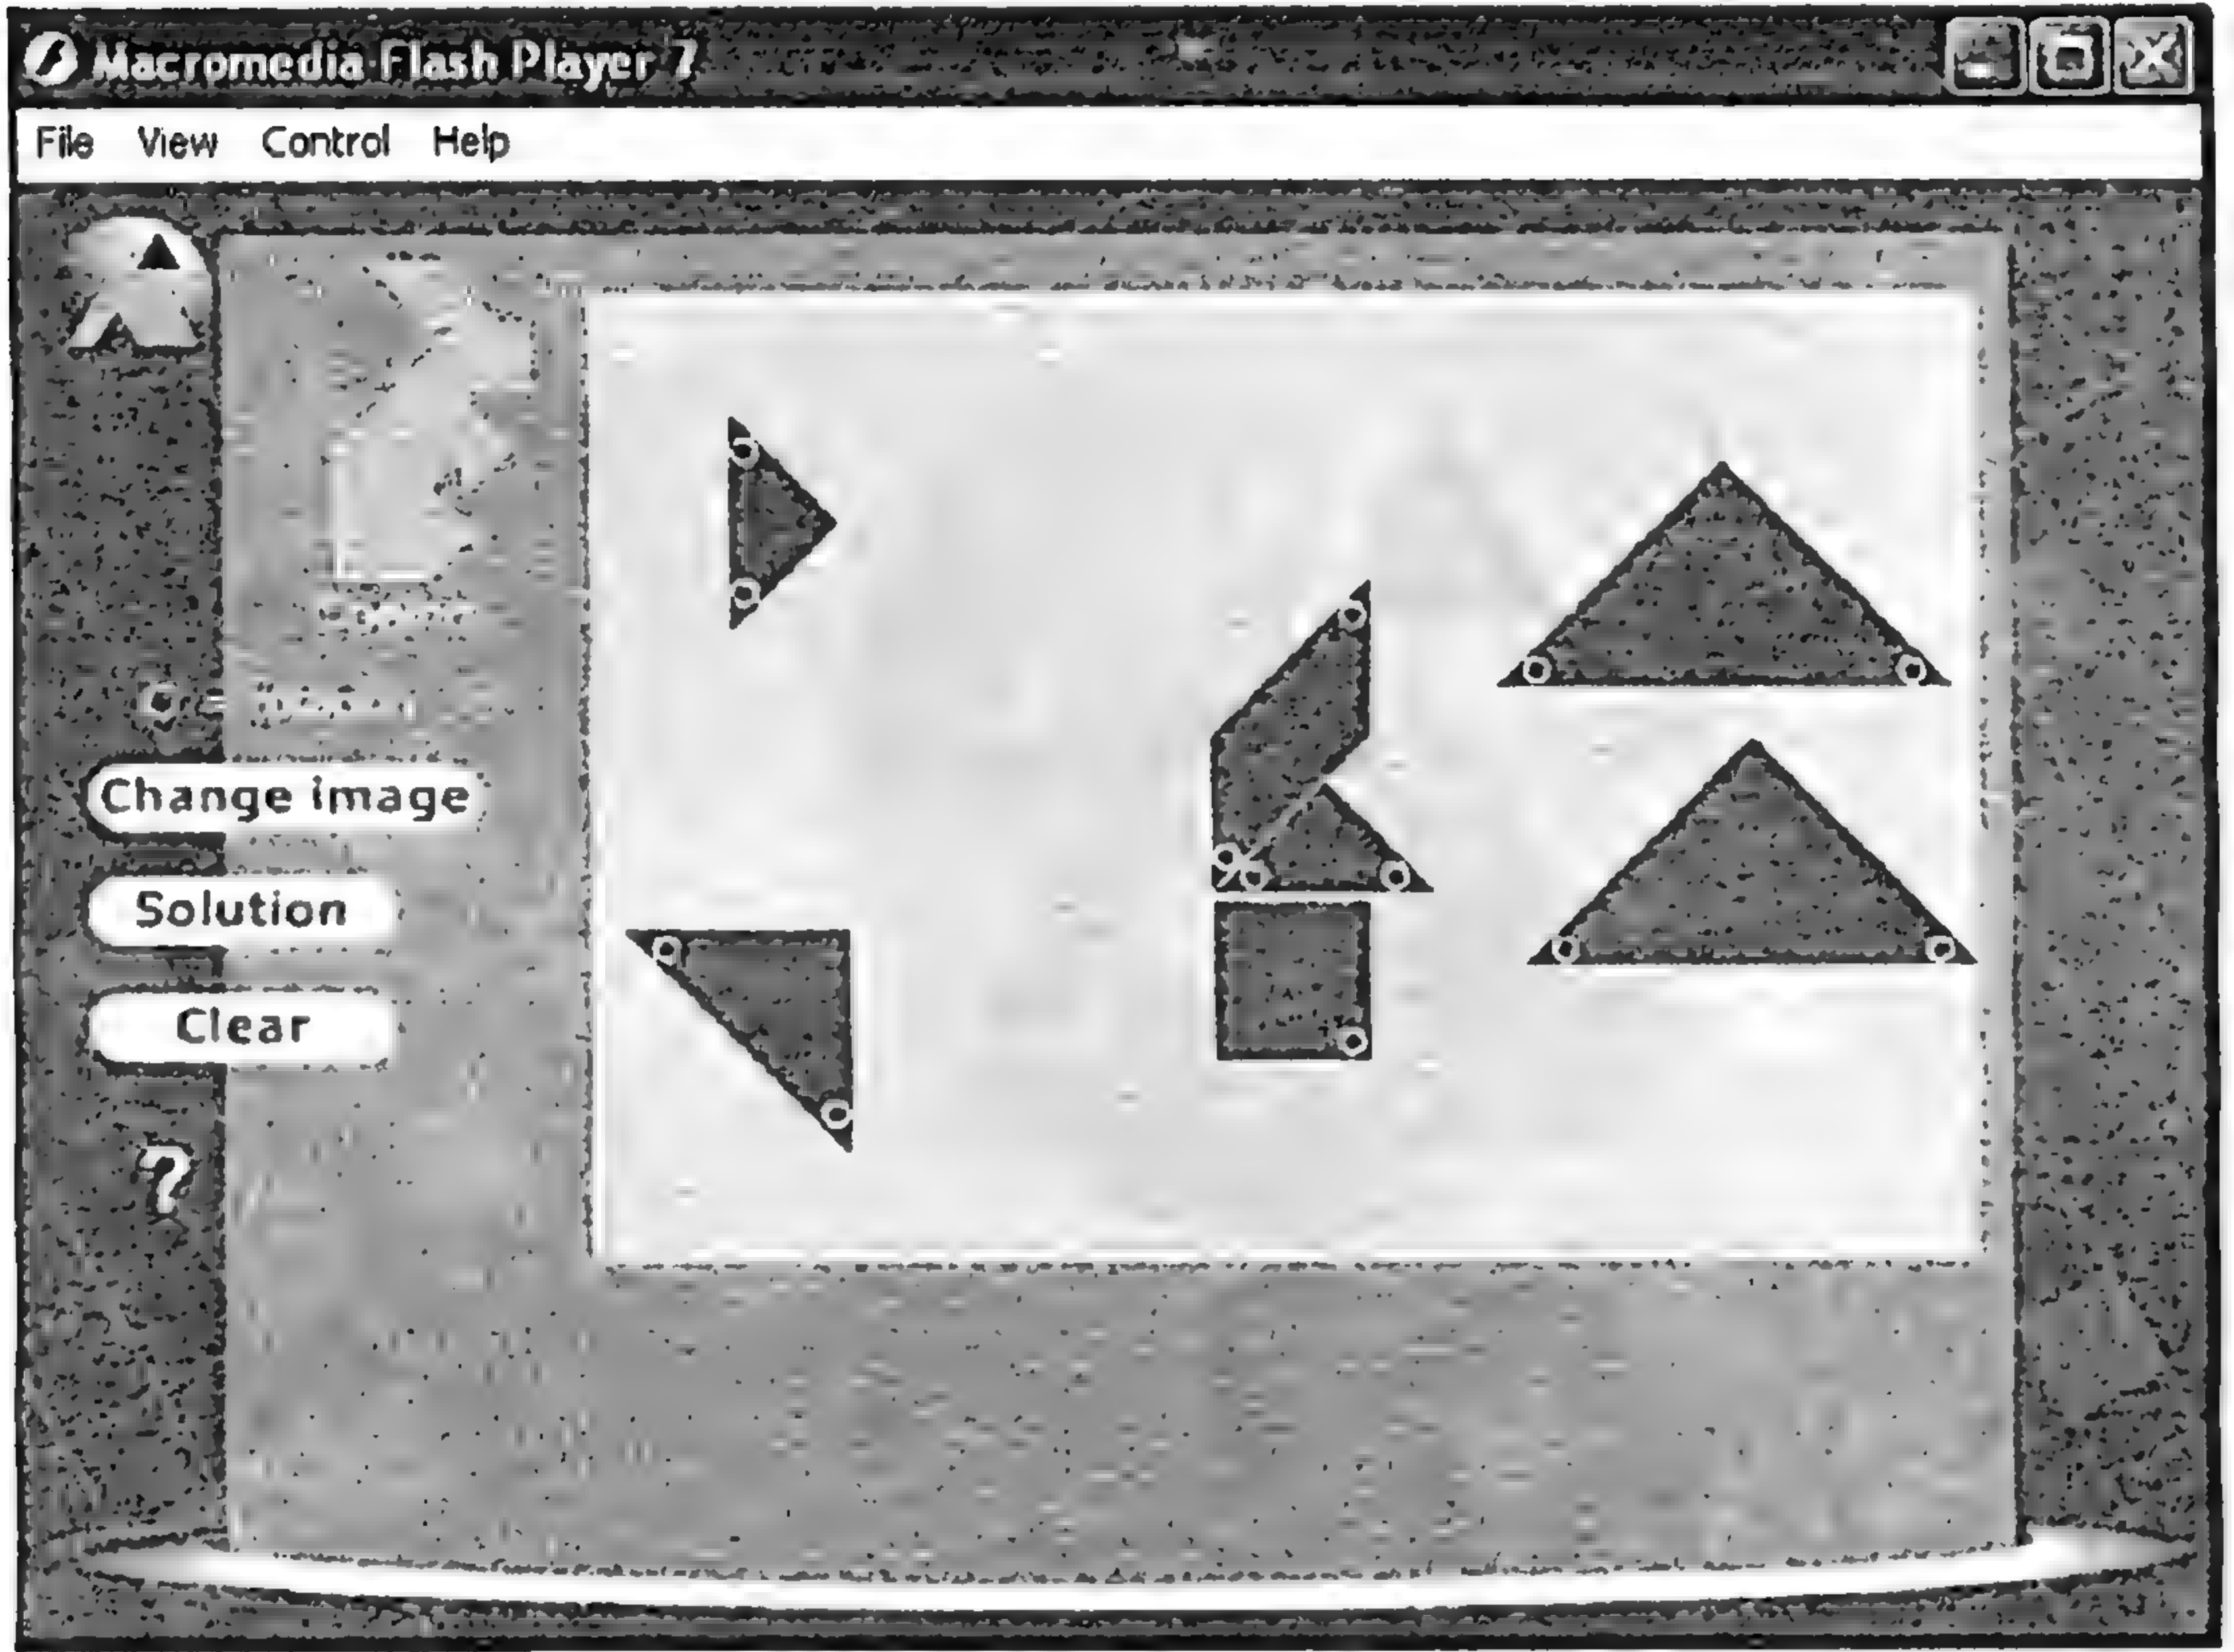 Macromedia Flash Player 7
File View Control Help
Change image
Solution
Clear
?